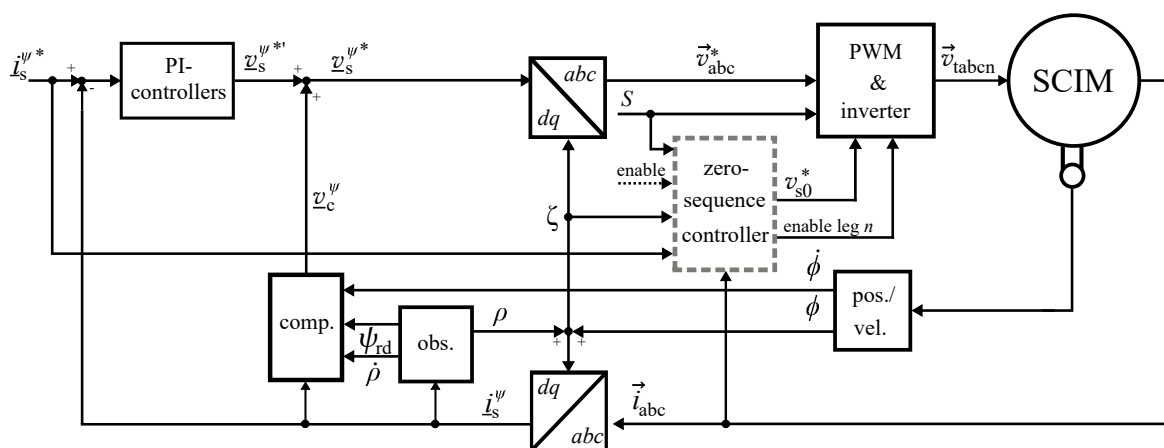 i_s^ψ*
+
-
PI-
controllers
v_s^ψ*'
+
+
v_s^ψ*
abc
dq
v⃗*_abc
S
PWM
&
inverter
v⃗_tabcn
SCIM
enable
zero-
sequence
controller
v_s0^*
enable leg n
v_c^ψ
ζ
ϕ̇
ϕ
pos./
vel.
comp.
ψ_rd
ρ̇
obs.
ρ
+
+
dq
abc
i_s^ψ
i⃗_abc